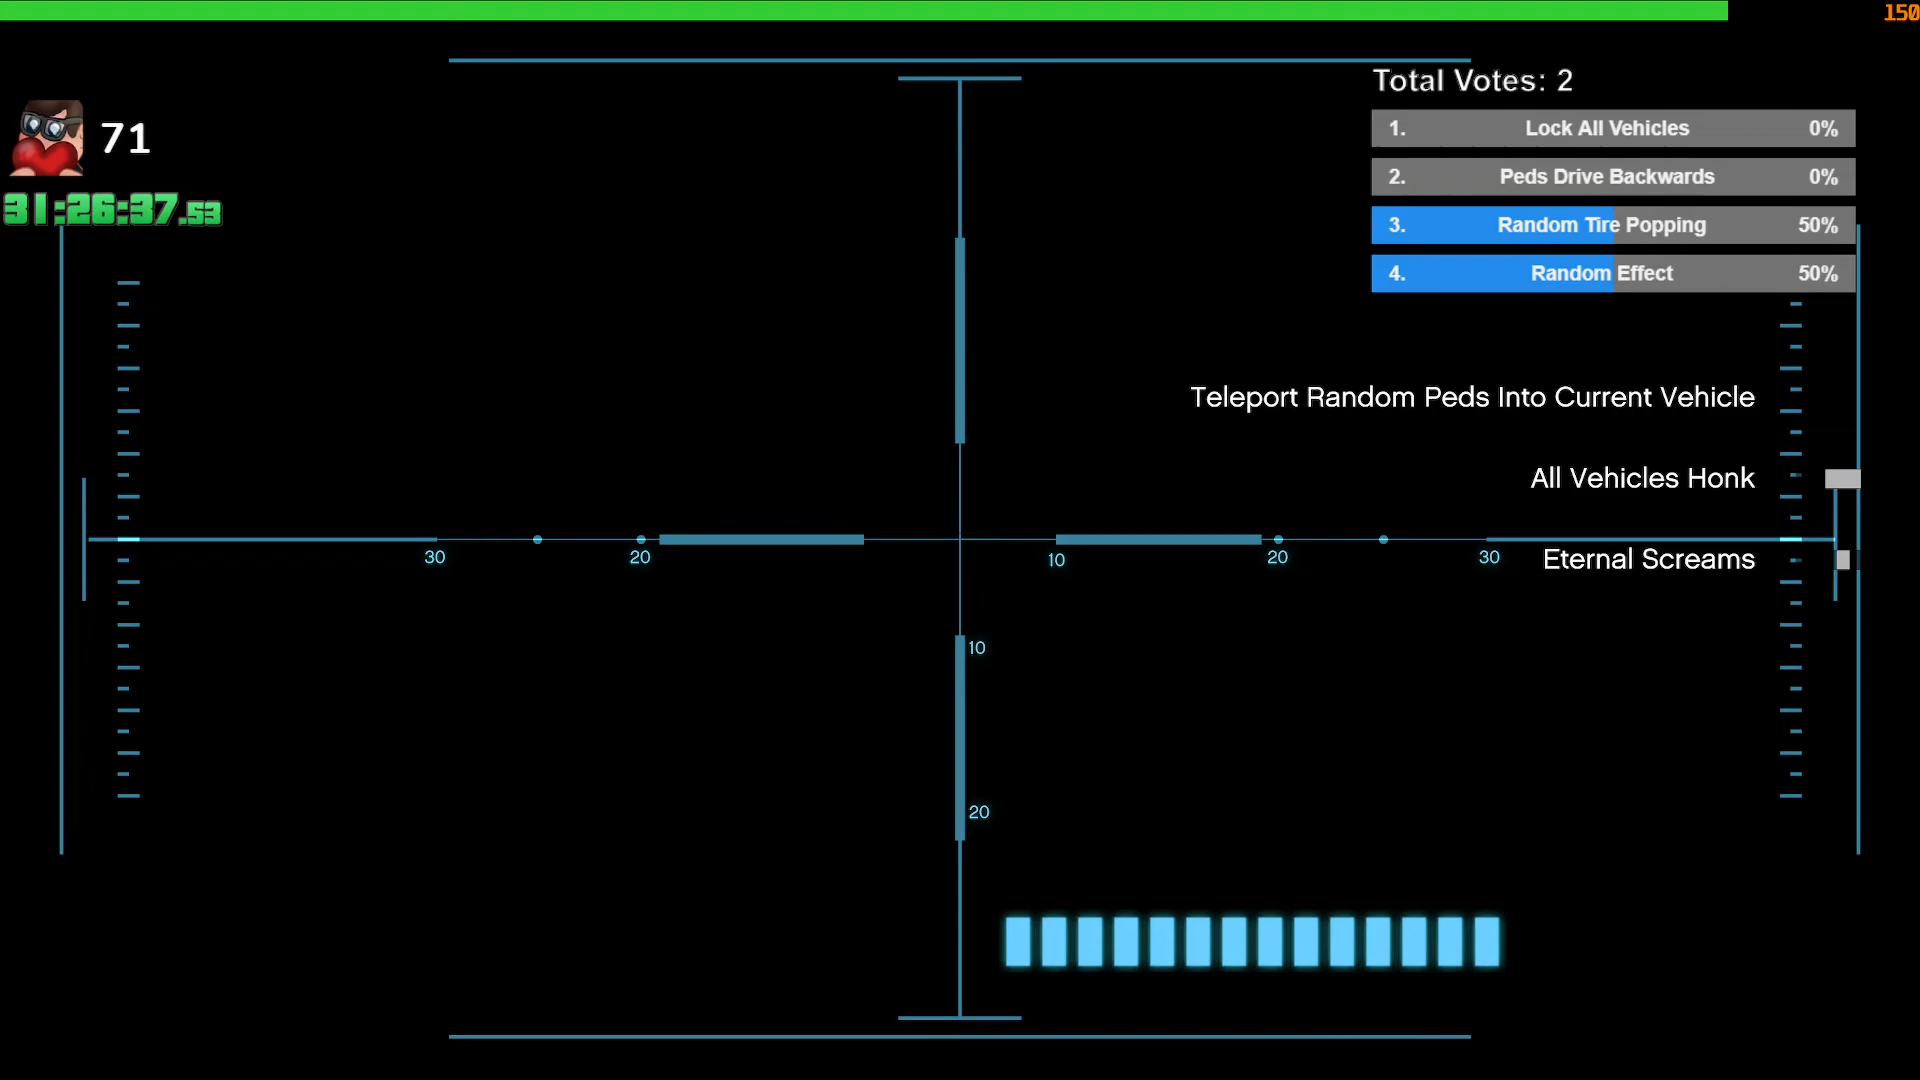 150
Total Votes: 2
71
1. Lock All Vehicles 0%
2. Peds Drive Backwards 0%
31:26:37.53
3. Random Tire Popping 50%
4. Random Effect 50%
Teleport Random Peds Into Current Vehicle
All Vehicles Honk
30 20 10 20 30
Eternal Screams
10
20